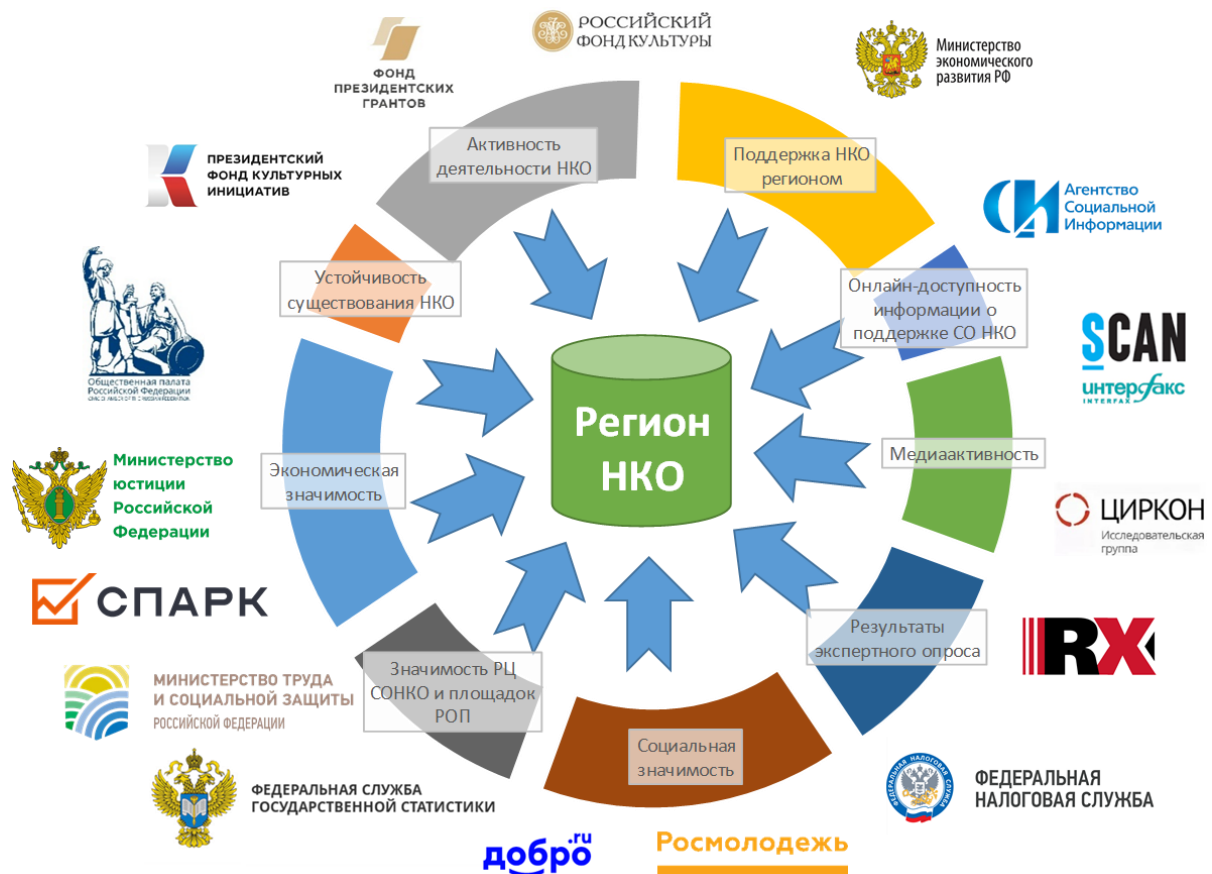 РОССИЙСКИЙ
ФОНД КУЛЬТУРЫ
ФОНД
ПРЕЗИДЕНТСКИХ
ГРАНТОВ
Министерство
экономического
развития РФ
ПРЕЗИДЕНТСКИЙ
ФОНД КУЛЬТУРНЫХ
ИНИЦИАТИВ
Активность
деятельности НКО
Поддержка НКО
регионом
Агентство
Социальной
Информации
Устойчивость
существования НКО
Онлайн-доступность
информации о
поддержке СО НКО
Общественная палата
Российской Федерации
SCAN
интерфакс
INTERFAX
Регион
НКО
Министерство
юстиции
Российской
Федерации
Экономическая
значимость
Медиаактивность
ЦИРКОН
Исследовательская
группа
СПАРК
Результаты
экспертного опроса
RX
МИНИСТЕРСТВО ТРУДА
И СОЦИАЛЬНОЙ ЗАЩИТЫ
РОССИЙСКОЙ ФЕДЕРАЦИИ
Значимость РЦ
СОНКО и площадок
РОП
Социальная
значимость
ФЕДЕРАЛЬНАЯ СЛУЖБА
ГОСУДАРСТВЕННОЙ СТАТИСТИКИ
ФЕДЕРАЛЬНАЯ НАЛОГОВАЯ СЛУЖБА
ФЕДЕРАЛЬНАЯ
НАЛОГОВАЯ СЛУЖБА
добро.ru
Росмолодежь